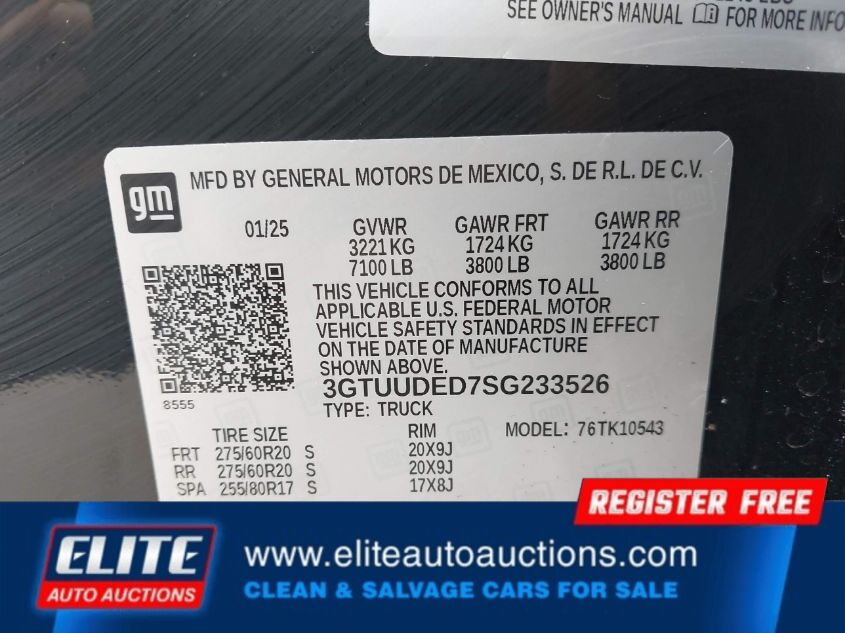 SEE OWNER'S MANUAL FOR MORE INFO
gm
MFD BY GENERAL MOTORS DE MEXICO, S. DE R.L. DE C.V.
01/25 GVWR GAWR FRT GAWR RR
3221 KG 1724 KG 1724 KG
7100 LB 3800 LB 3800 LB
THIS VEHICLE CONFORMS TO ALL
APPLICABLE U.S. FEDERAL MOTOR
VEHICLE SAFETY STANDARDS IN EFFECT
ON THE DATE OF MANUFACTURE
SHOWN ABOVE.
3GTUUDED7SG233526
8555
TYPE: TRUCK
TIRE SIZE RIM MODEL: 76TK10543
FRT 275/60R20 S 20X9J
RR 275/60R20 S 20X9J
SPA 255/80R17 S 17X8J
REGISTER FREE
ELITE
AUTO AUCTIONS
www.eliteautoauctions.com
CLEAN & SALVAGE CARS FOR SALE